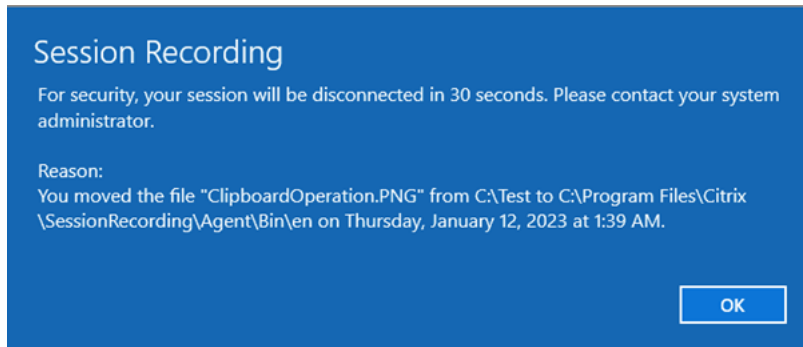 Session Recording
For security, your session will be disconnected in 30 seconds. Please contact your system
administrator.
Reason:
You moved the file "ClipboardOperation.PNG" from C:\Test to C:\Program Files\Citrix
\SessionRecording\Agent\Bin\en on Thursday, January 12, 2023 at 1:39 AM.
OK